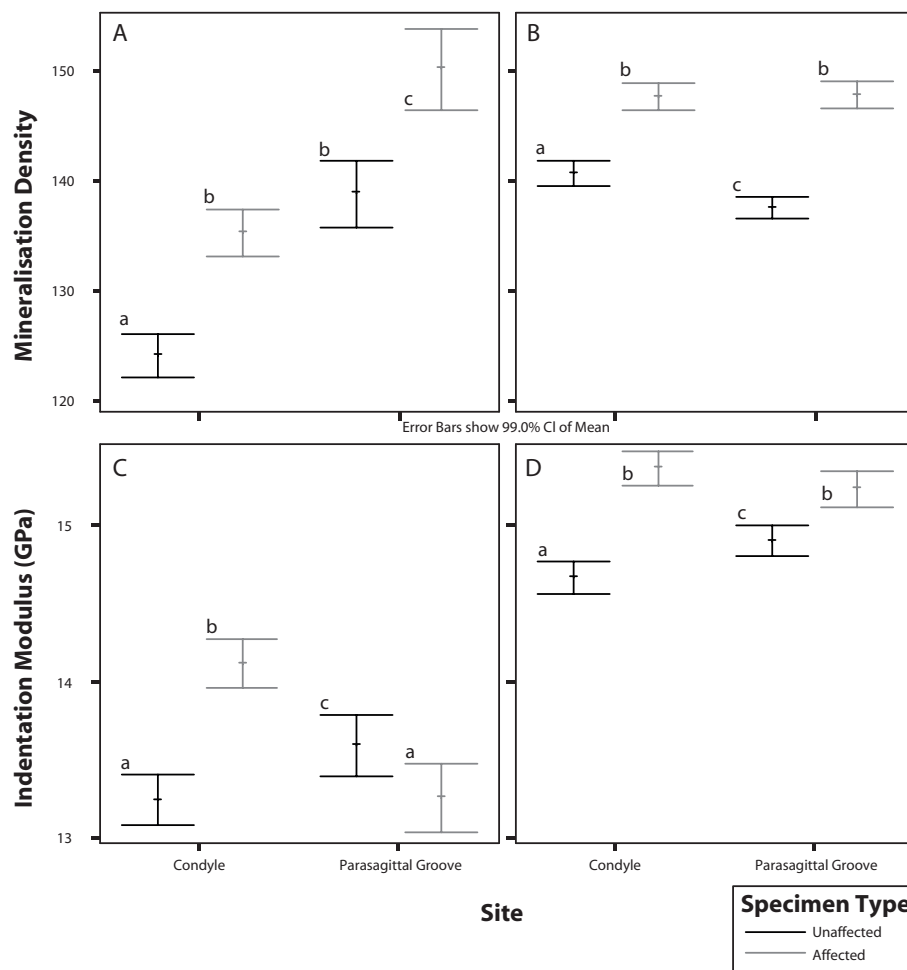 A
B
150
140
130
120
Mineralisation Density
a
b
b
c
a
b
c
b
Error Bars show 99.0% CI of Mean
C
D
15
14
13
Indentation Modulus (GPa)
a
b
c
a
a
b
c
b
Condyle
Parasagittal Groove
Condyle
Parasagittal Groove
Site
Specimen Type
Unaffected
Affected